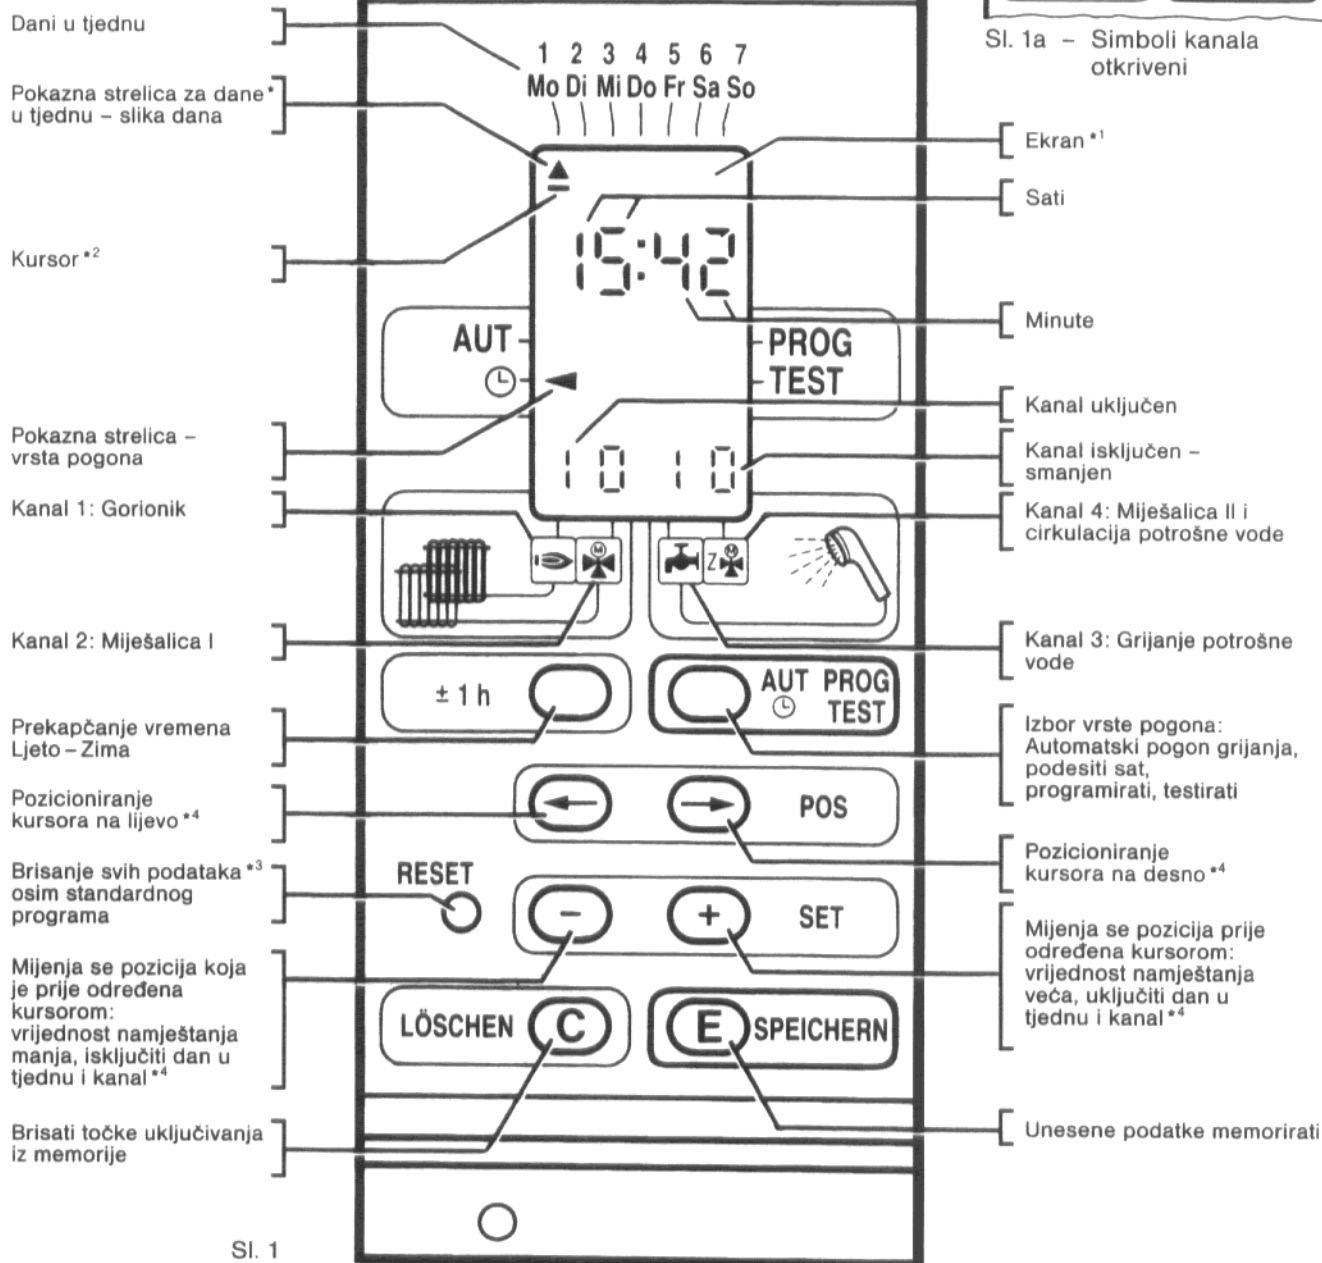 Dani u tjednu
Pokazna strelica za dane*
u tjednu – slika dana
Kursor *2
Pokazna strelica –
vrsta pogona
Kanal 1: Gorionik
Kanal 2: Miješalica I
Prekapčanje vremena
Ljeto – Zima
Pozicioniranje
kursora na lijevo *4
Brisanje svih podataka *3
osim standardnog
programa
Mijenja se pozicija koja
je prije određena
kursorom:
vrijednost namještanja
manja, isključiti dan u
tjednu i kanal *4
Brisati točke uključivanja
iz memorije
Sl. 1
1 2 3 4 5 6 7
Mo Di Mi Do Fr Sa So
15:42
AUT
PROG
TEST
1 0 1 0
M
Z M
± 1 h
AUT PROG
TEST
POS
RESET
– + SET
LÖSCHEN C
E SPEICHERN
Sl. 1a – Simboli kanala
otkriveni
Ekran *1
Sati
Minute
Kanal uključen
Kanal isključen –
smanjen
Kanal 4: Miješalica II i
cirkulacija potrošne vode
Kanal 3: Grijanje potrošne
vode
Izbor vrste pogona:
Automatski pogon grijanja,
podesiti sat,
programirati, testirati
Pozicioniranje
kursora na desno *4
Mijenja se pozicija prije
određena kursorom:
vrijednost namještanja
veća, uključiti dan u
tjednu i kanal *4
Unesene podatke memorirati